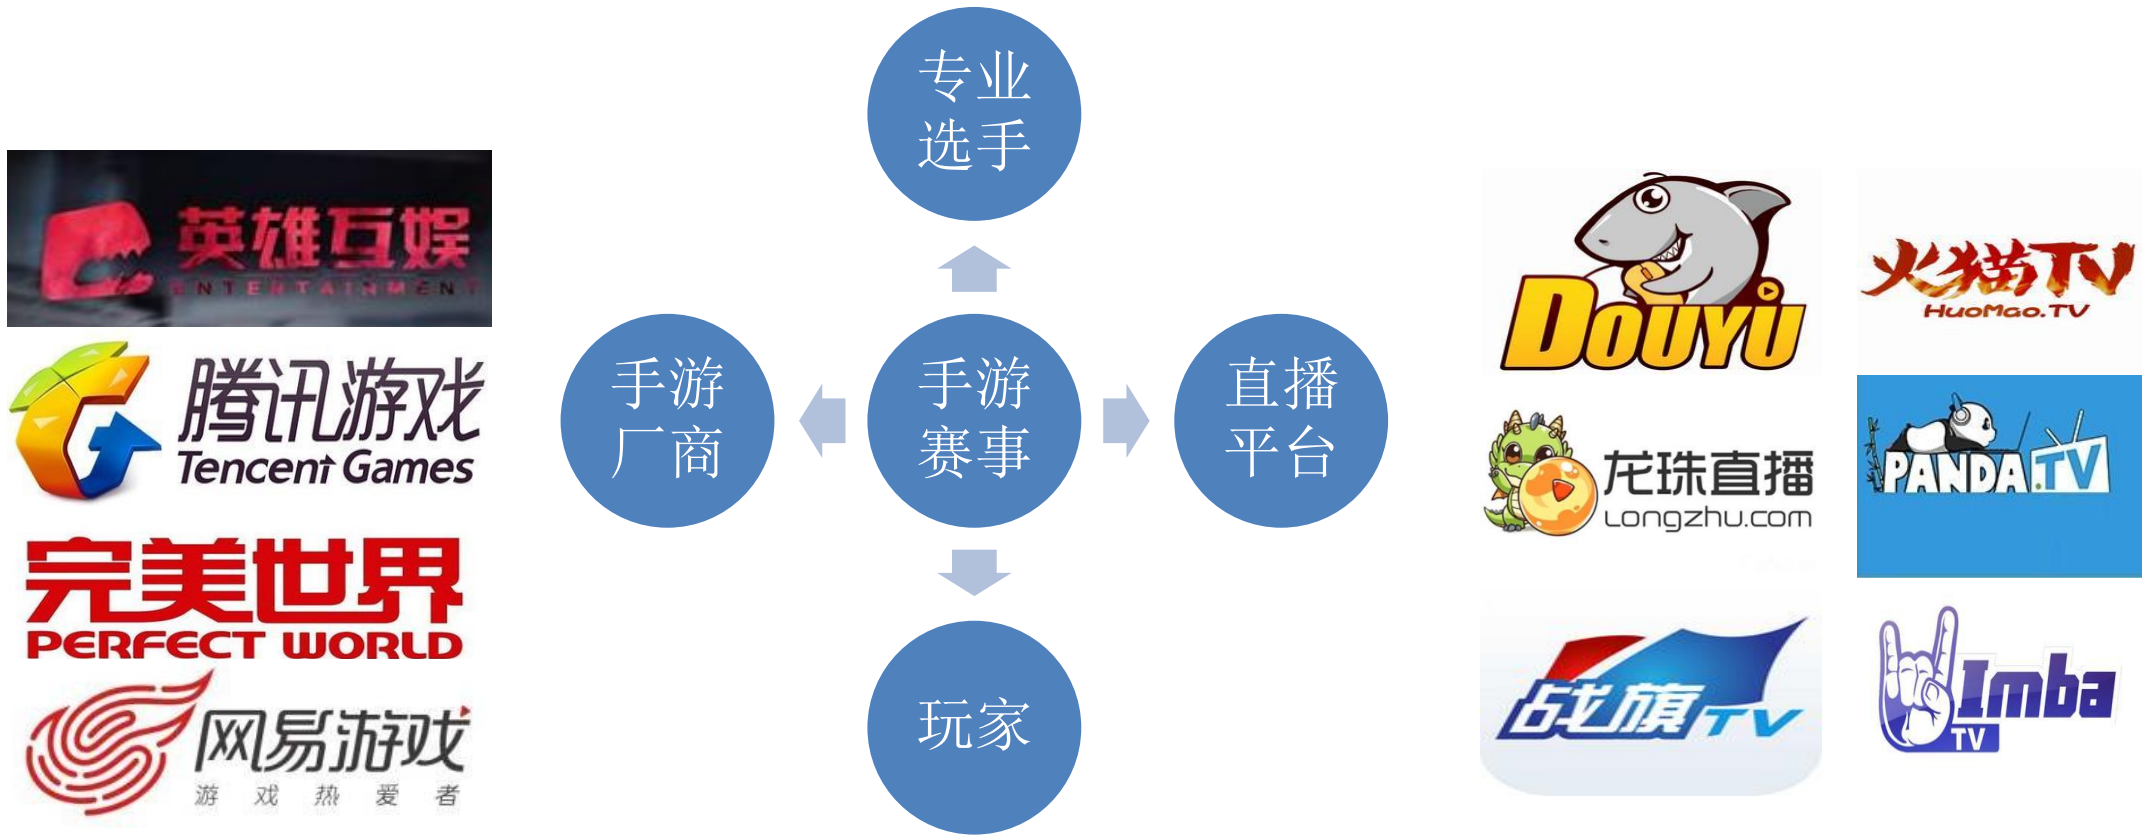 专业
选手
英雄互娱
ENTERTAINMENT
腾讯游戏
Tencent Games
完美世界
PERFECT WORLD
网易游戏
游戏热爱者
手游
厂商
手游
赛事
直播
平台
玩家
DOUYU
火猫TV
HuoMao.TV
龙珠直播
Longzhu.com
PANDA.TV
战旗TV
Imba
TV